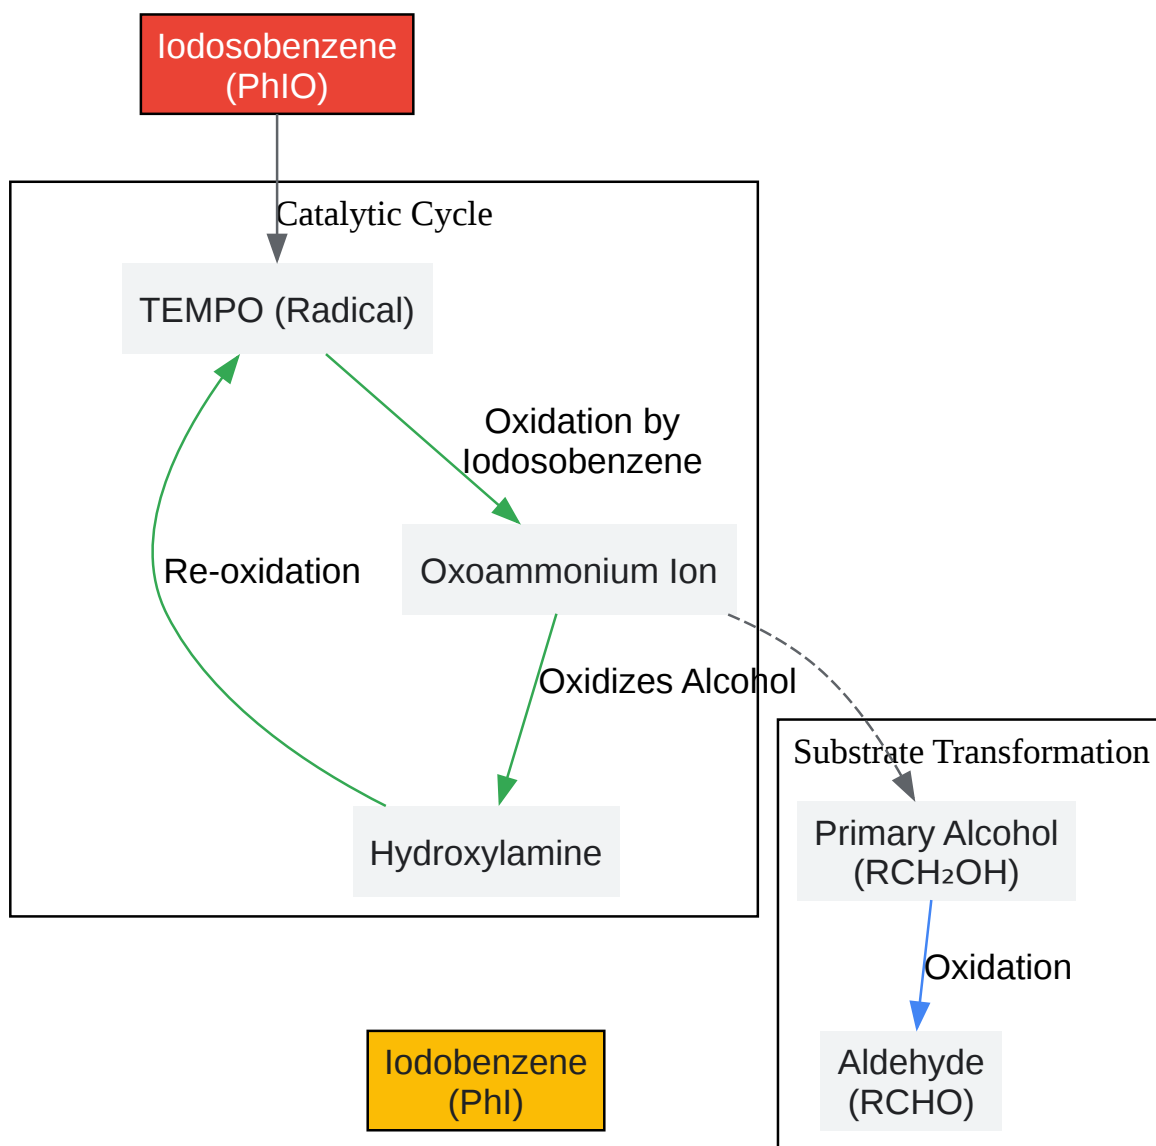 Iodosobenzene
(PhIO)
Catalytic Cycle
TEMPO (Radical)
Oxidation by
Iodosobenzene
Re-oxidation
Oxoammonium Ion
Oxidizes Alcohol
Substrate Transformation
Hydroxylamine
Primary Alcohol
(RCH₂OH)
Oxidation
Iodobenzene
(PhI)
Aldehyde
(RCHO)